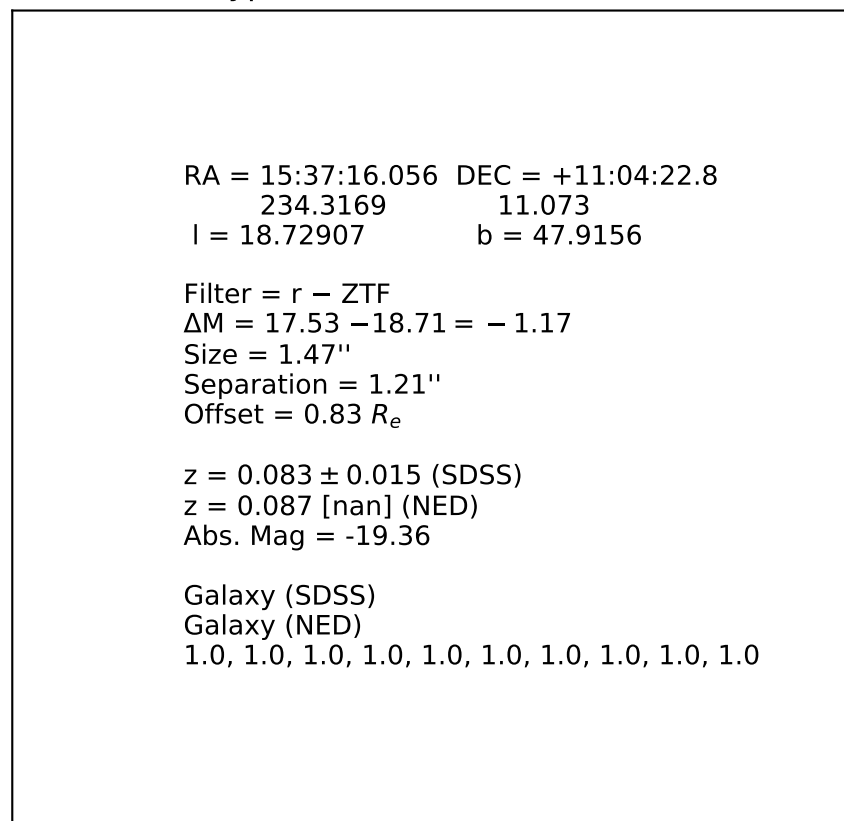 RA = 15:37:16.056  DEC = +11:04:22.8
234.3169 11.073
l = 18.72907 b = 47.9156
Filter = r − ZTF
ΔM = 17.53 −18.71 = − 1.17
Size = 1.47''
Separation = 1.21''
Offset = 0.83 Re
z = 0.083 ± 0.015 (SDSS)
z = 0.087 [nan] (NED)
Abs. Mag = -19.36
Galaxy (SDSS)
Galaxy (NED)
1.0, 1.0, 1.0, 1.0, 1.0, 1.0, 1.0, 1.0, 1.0, 1.0